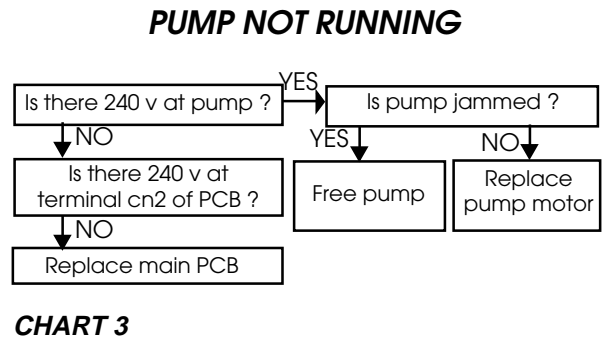 PUMP NOT RUNNING
YES
Is there 240 v at pump ?
Is pump jammed ?
NO
YES
NO
Is there 240 v at
terminal cn2 of PCB ?
Free pump
Replace
pump motor
NO
Replace main PCB
CHART 3